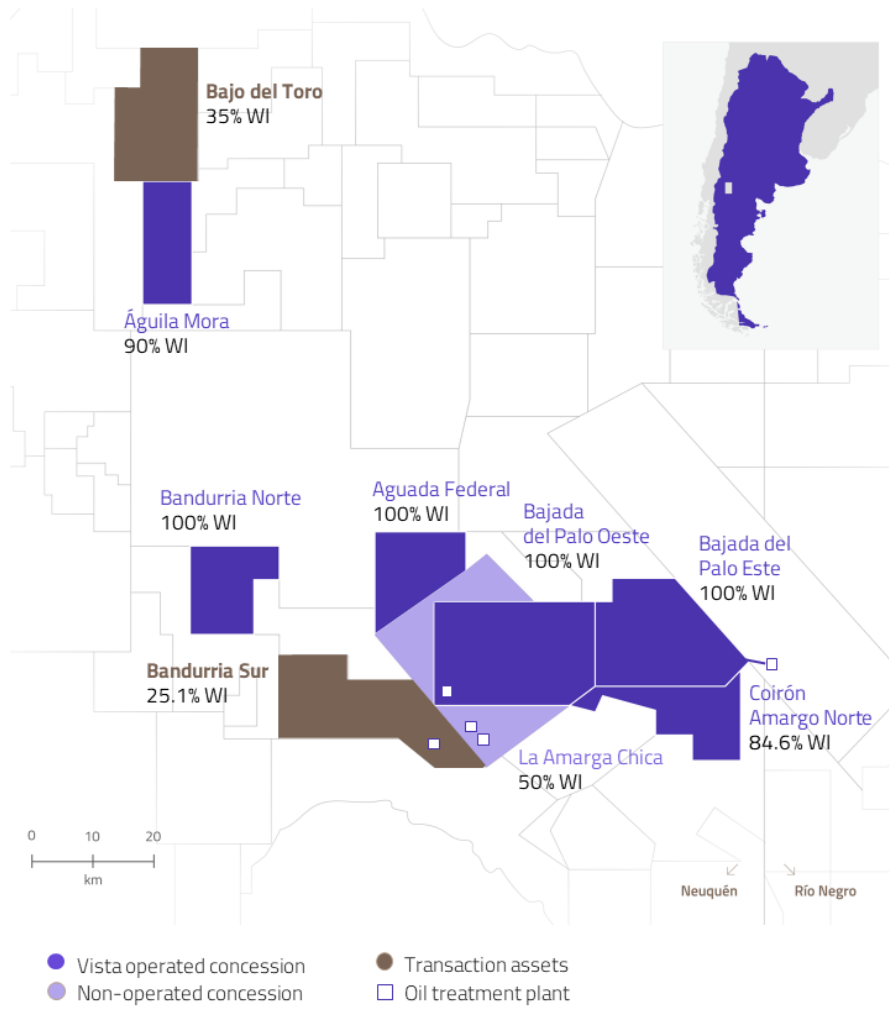 Bajo del Toro
35% WI
Águila Mora
90% WI
Bandurria Norte
100% WI
Aguada Federal
100% WI
Bajada
del Palo Oeste
100% WI
Bajada del
Palo Este
100% WI
Bandurria Sur
25.1% WI
Coirón
Amargo Norte
84.6% WI
La Amarga Chica
50% WI
0 10 20
km
Neuquén
Río Negro
Vista operated concession
Transaction assets
Non-operated concession
Oil treatment plant